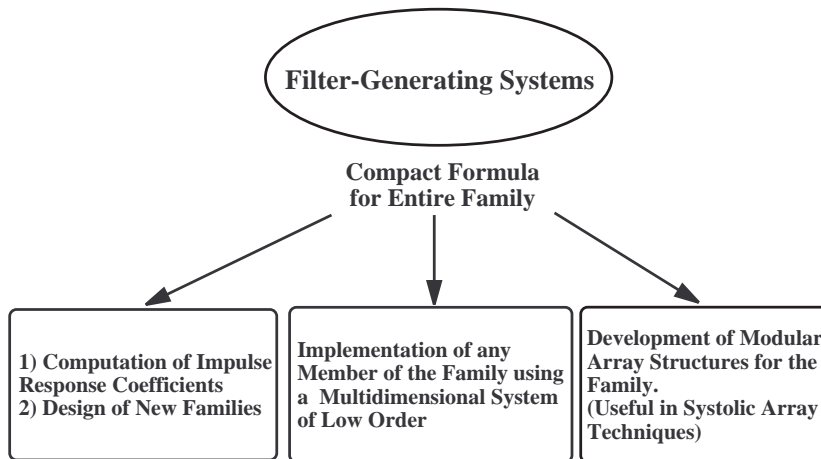 Filter-Generating Systems
Compact Formula
for Entire Family
1) Computation of Impulse
Response Coefficients
2) Design of New Families
Implementation of any
Member of the Family using
a Multidimensional System
of Low Order
Development of Modular
Array Structures for the
Family.
(Useful in Systolic Array
Techniques)